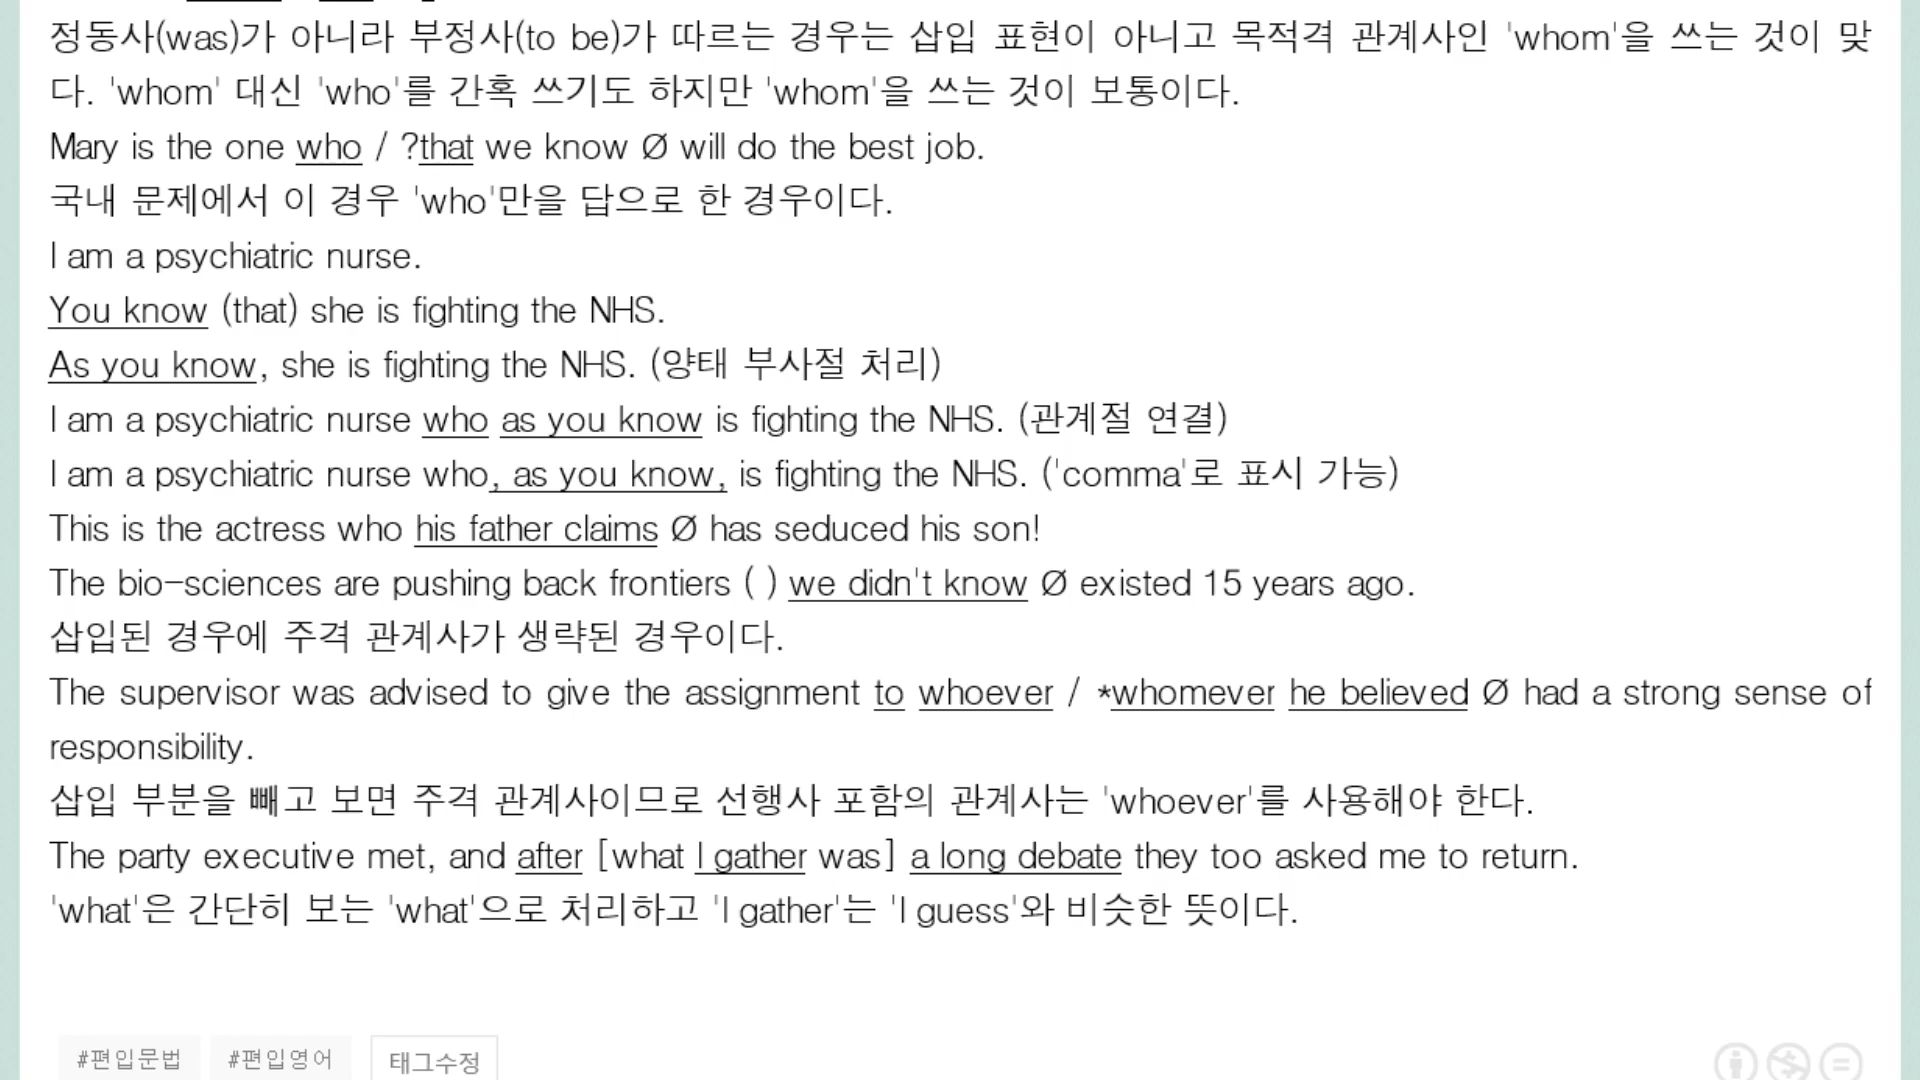 정동사(was)가 아니라 부정사(to be)가 따르는 경우는 삽입 표현이 아니고 목적격 관계사인 'whom'을 쓰는 것이 맞
다. 'whom' 대신 'who'를 간혹 쓰기도 하지만 'whom'을 쓰는 것이 보통이다.
Mary is the one who / ?that we know Ø will do the best job.
국내 문제에서 이 경우 'who'만을 답으로 한 경우이다.
I am a psychiatric nurse.
You know (that) she is fighting the NHS.
As you know, she is fighting the NHS. (양태 부사절 처리)
I am a psychiatric nurse who as you know is fighting the NHS. (관계절 연결)
I am a psychiatric nurse who, as you know, is fighting the NHS. ('comma'로 표시 가능)
This is the actress who his father claims Ø has seduced his son!
The bio-sciences are pushing back frontiers ( ) we didn't know Ø existed 15 years ago.
삽입된 경우에 주격 관계사가 생략된 경우이다.
The supervisor was advised to give the assignment to whoever / *whomever he believed Ø had a strong sense of
responsibility.
삽입 부분을 빼고 보면 주격 관계사이므로 선행사 포함의 관계사는 'whoever'를 사용해야 한다.
The party executive met, and after [what I gather was] a long debate they too asked me to return.
'what'은 간단히 보는 'what'으로 처리하고 'I gather'는 'I guess'와 비슷한 뜻이다.
#편입문법 #편입영어 태그수정